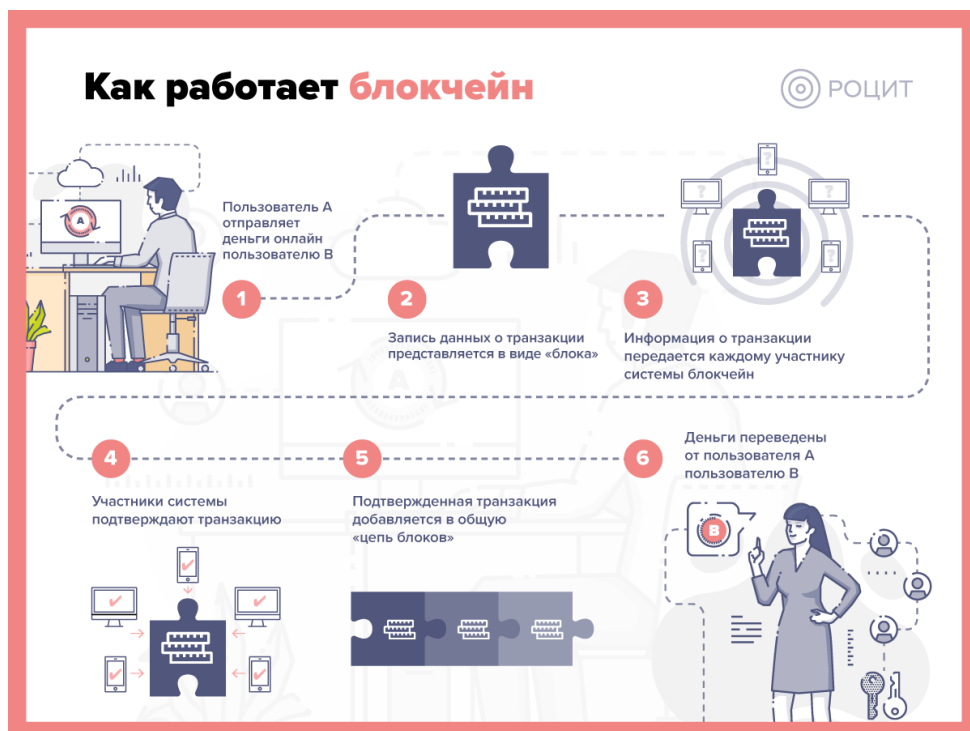 Как работает блокчейн
РОЦИТ
Пользователь А
отправляет
деньги онлайн
пользователю В
1
2
Запись данных о транзакции
представляется в виде «блока»
3
Информация о транзакции
передается каждому участнику
системы блокчейн
4
Участники системы
подтверждают транзакцию
5
Подтвержденная транзакция
добавляется в общую
«цепь блоков»
6
Деньги переведены
от пользователя А
пользователю В
A
?
?
?
?
?
A
B